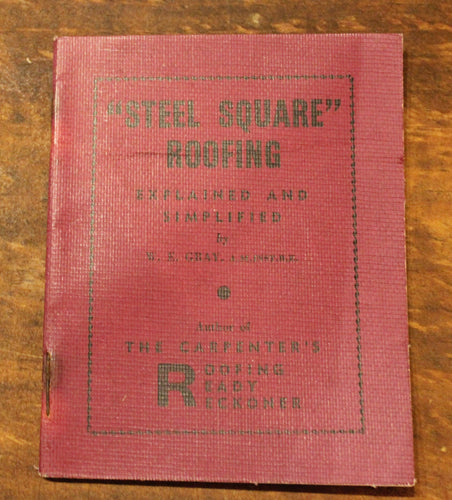 "STEEL SQUARE"
ROOFING
EXPLAINED AND
SIMPLIFIED
by
GRAY,
Author of
THE CARPENTER'S
ROOFING
READY
RECKONER